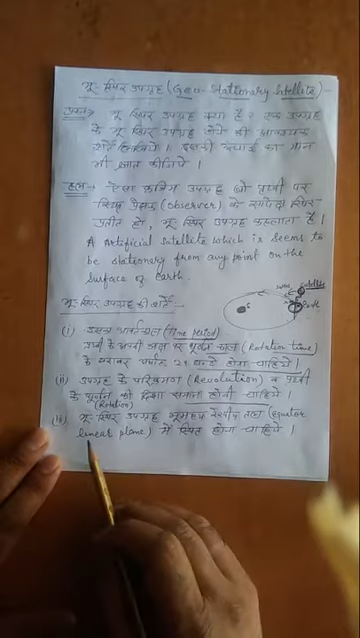 भू-स्थिर उपग्रह (Geo-Stationary Satellite)-
प्रश्न→ भू स्थिर उपग्रह क्या है? एक उपग्रह
के भू स्थिर उपग्रह होने की आवश्यक
शर्तें लिखिये। इसकी ऊँचाई का मान
भी ज्ञात कीजिये।
हल→ ऐसा कृत्रिम उपग्रह जो पृथ्वी पर
स्थित प्रेक्षक (observer) के सापेक्ष स्थिर
प्रतीत हो, भू-स्थिर उपग्रह कहलाता है।
A Artificial satellite which is seems to
be stationary from any point on the
surface of earth.
Satellite
भू-स्थिर उपग्रह की शर्तें-
(i) इसका आवर्तकाल (Time period)
पृथ्वी के अपनी अक्ष पर घूर्णन काल (Rotation time)
के बराबर अर्थात 24 घण्टे होना चाहिये।
(ii) उपग्रह के परिक्रमण (Revolution) व पृथ्वी
के घूर्णन की दिशा समान होनी चाहिये।
(Rotation)
(iii) भू-स्थिर उपग्रह भूमध्य रेखीय तल (equator
linear plane) में स्थित होना चाहिये।